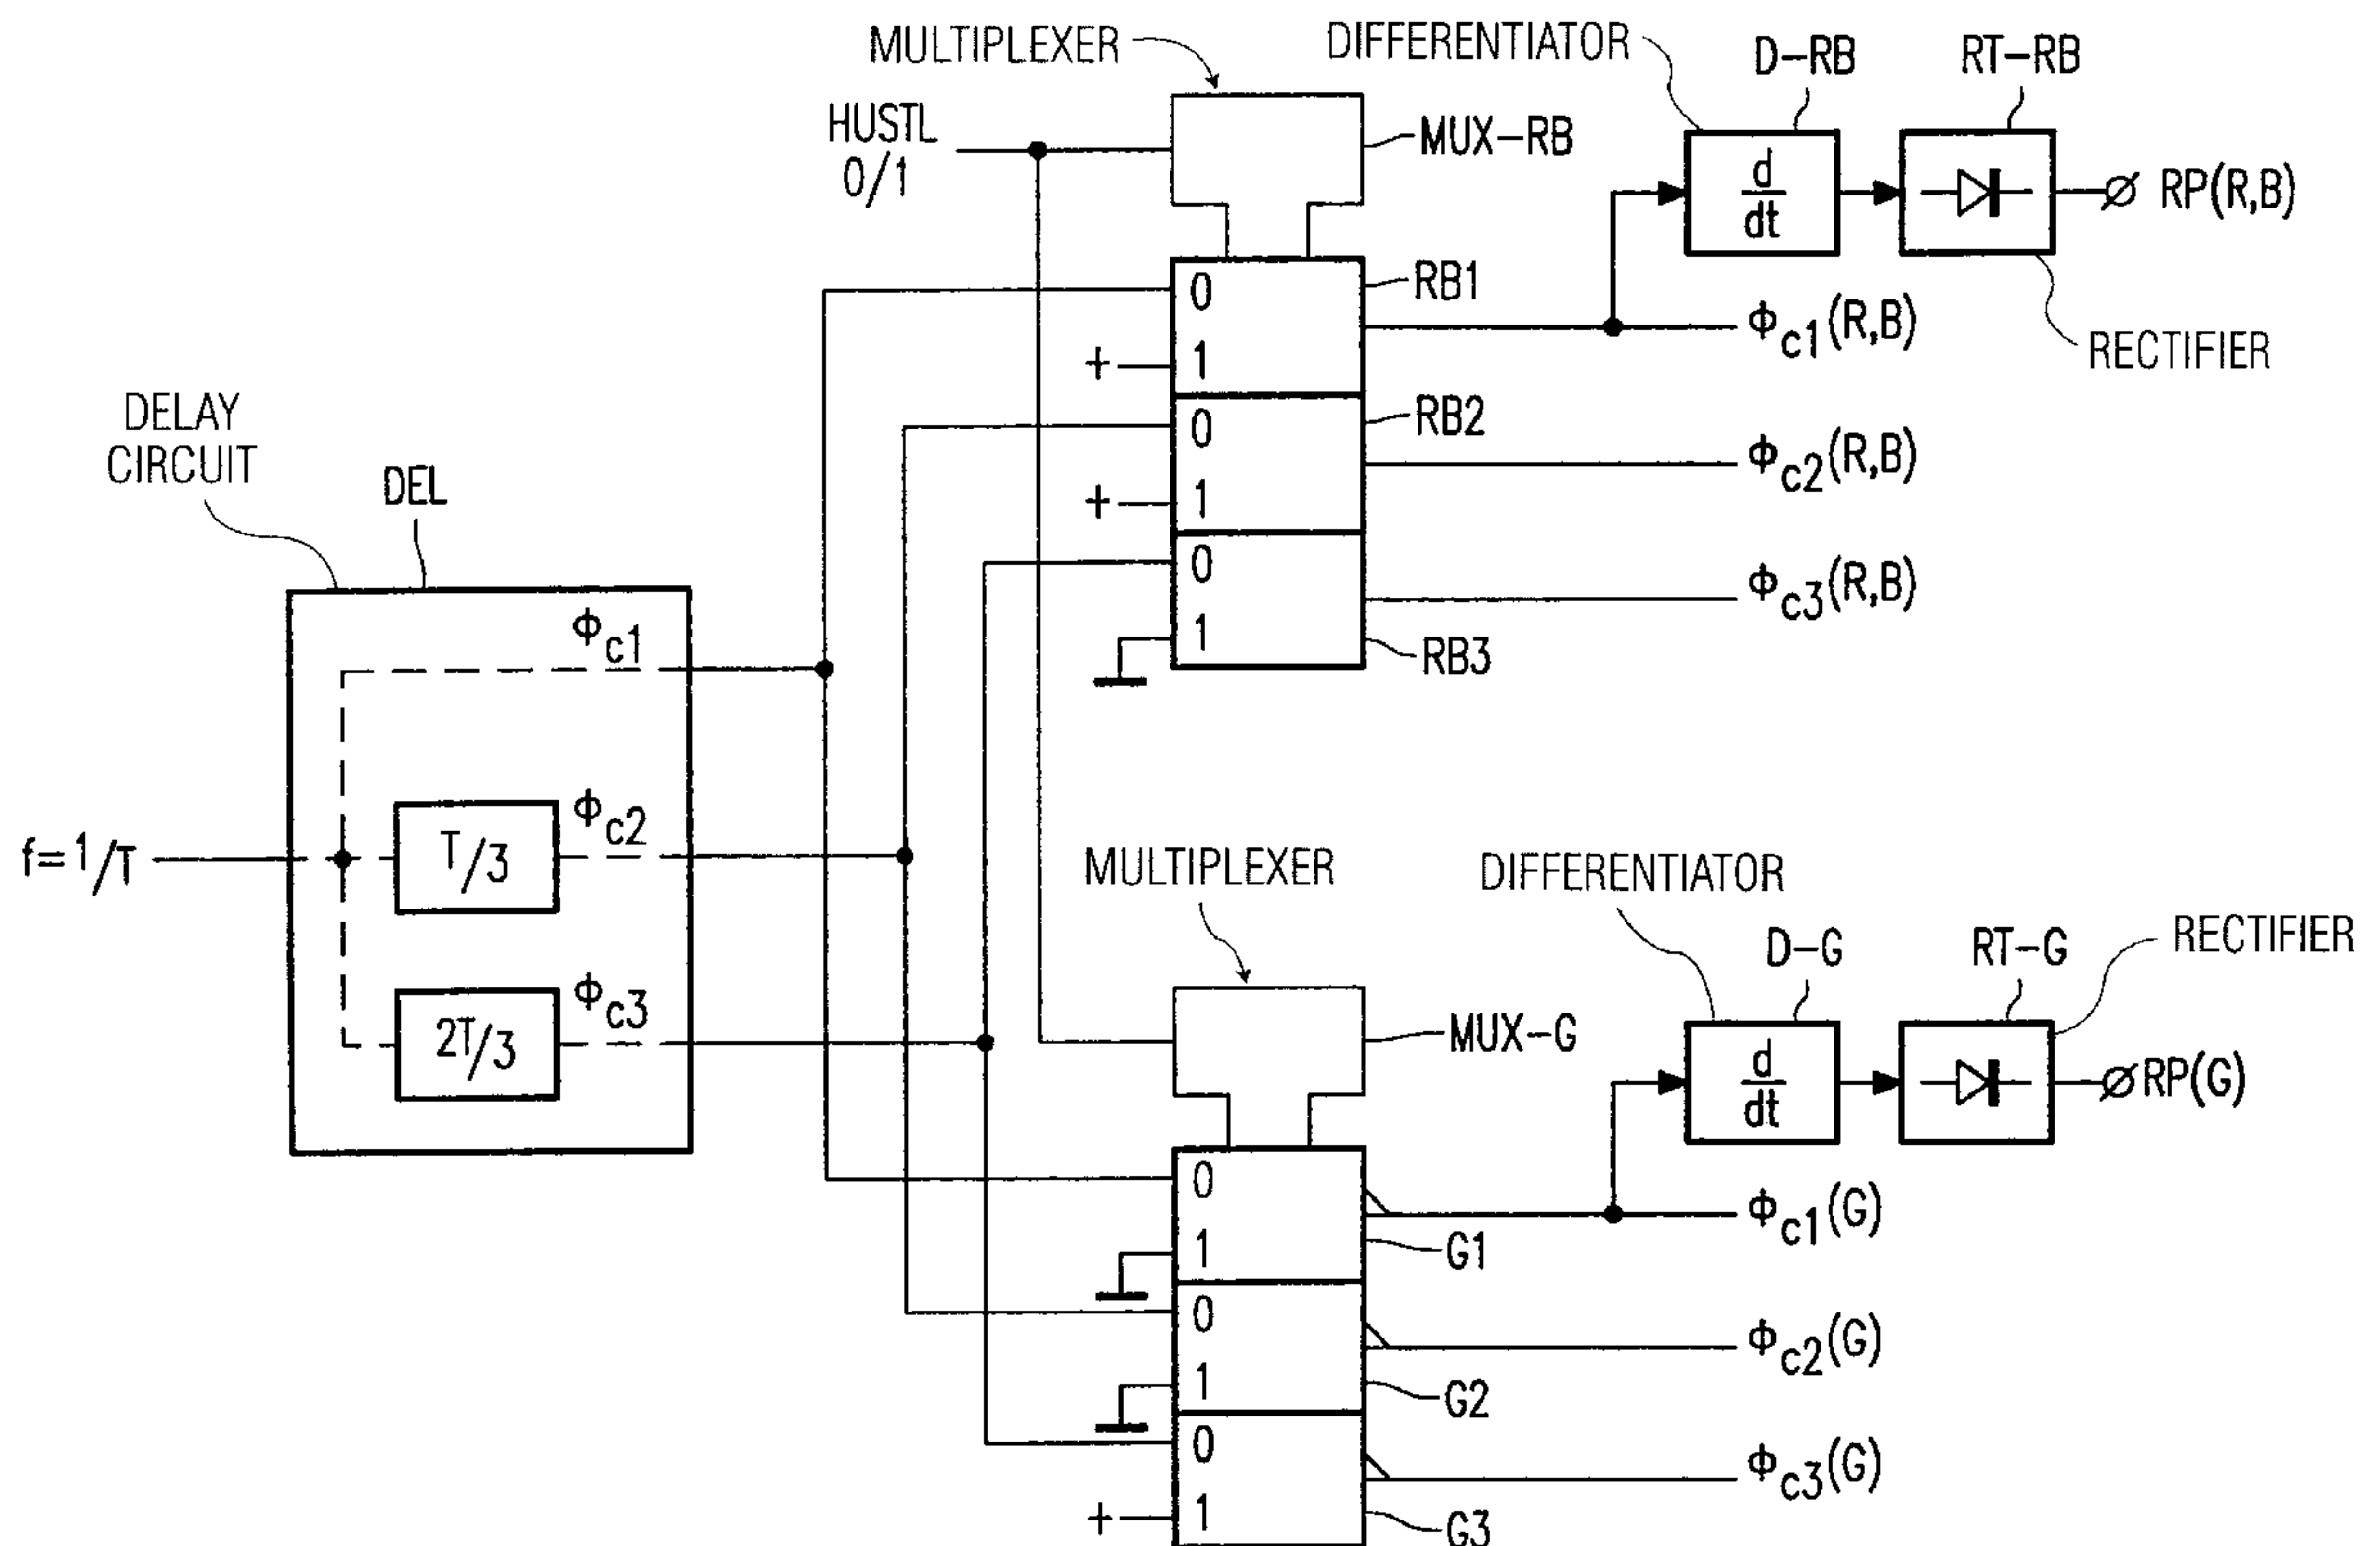 MULTIPLEXER
DIFFERENTIATOR
D-RB
RT-RB
HUSTL
0/1
MUX-RB
d
dt
RP(R,B)
0
RB1
ϕc1(R,B)
RECTIFIER
+
1
DELAY
CIRCUIT
DEL
0
RB2
ϕc2(R,B)
+
1
0
ϕc3(R,B)
1
RB3
ϕc1
f=1/T
T/3
ϕc2
2T/3
ϕc3
MULTIPLEXER
DIFFERENTIATOR
D-G
RT-G
RECTIFIER
MUX-G
d
dt
RP(G)
0
ϕc1(G)
1
G1
0
ϕc2(G)
1
G2
0
ϕc3(G)
+
1
G3